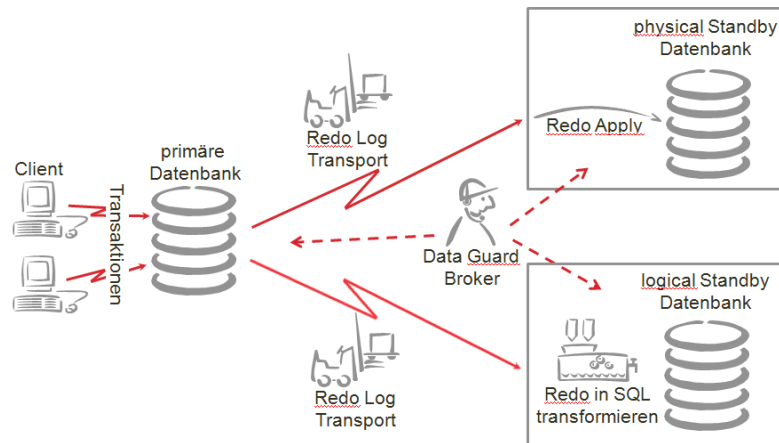 physical Standby
Datenbank
Redo Apply
Redo Log
Transport
primäre
Datenbank
Client
Transaktionen
Data Guard
Broker
logical Standby
Datenbank
Redo in SQL
transformieren
Redo Log
Transport